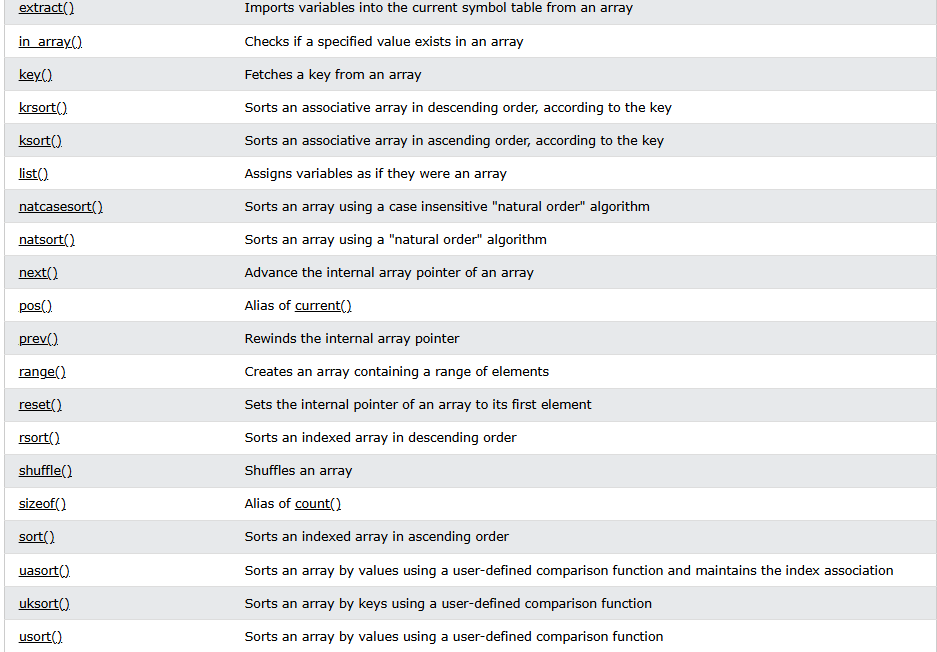 extract() Imports variables into the current symbol table from an array
in_array() Checks if a specified value exists in an array
key() Fetches a key from an array
krsort() Sorts an associative array in descending order, according to the key
ksort() Sorts an associative array in ascending order, according to the key
list() Assigns variables as if they were an array
natcasesort() Sorts an array using a case insensitive "natural order" algorithm
natsort() Sorts an array using a "natural order" algorithm
next() Advance the internal array pointer of an array
pos() Alias of current()
prev() Rewinds the internal array pointer
range() Creates an array containing a range of elements
reset() Sets the internal pointer of an array to its first element
rsort() Sorts an indexed array in descending order
shuffle() Shuffles an array
sizeof() Alias of count()
sort() Sorts an indexed array in ascending order
uasort() Sorts an array by values using a user-defined comparison function and maintains the index association
uksort() Sorts an array by keys using a user-defined comparison function
usort() Sorts an array by values using a user-defined comparison function